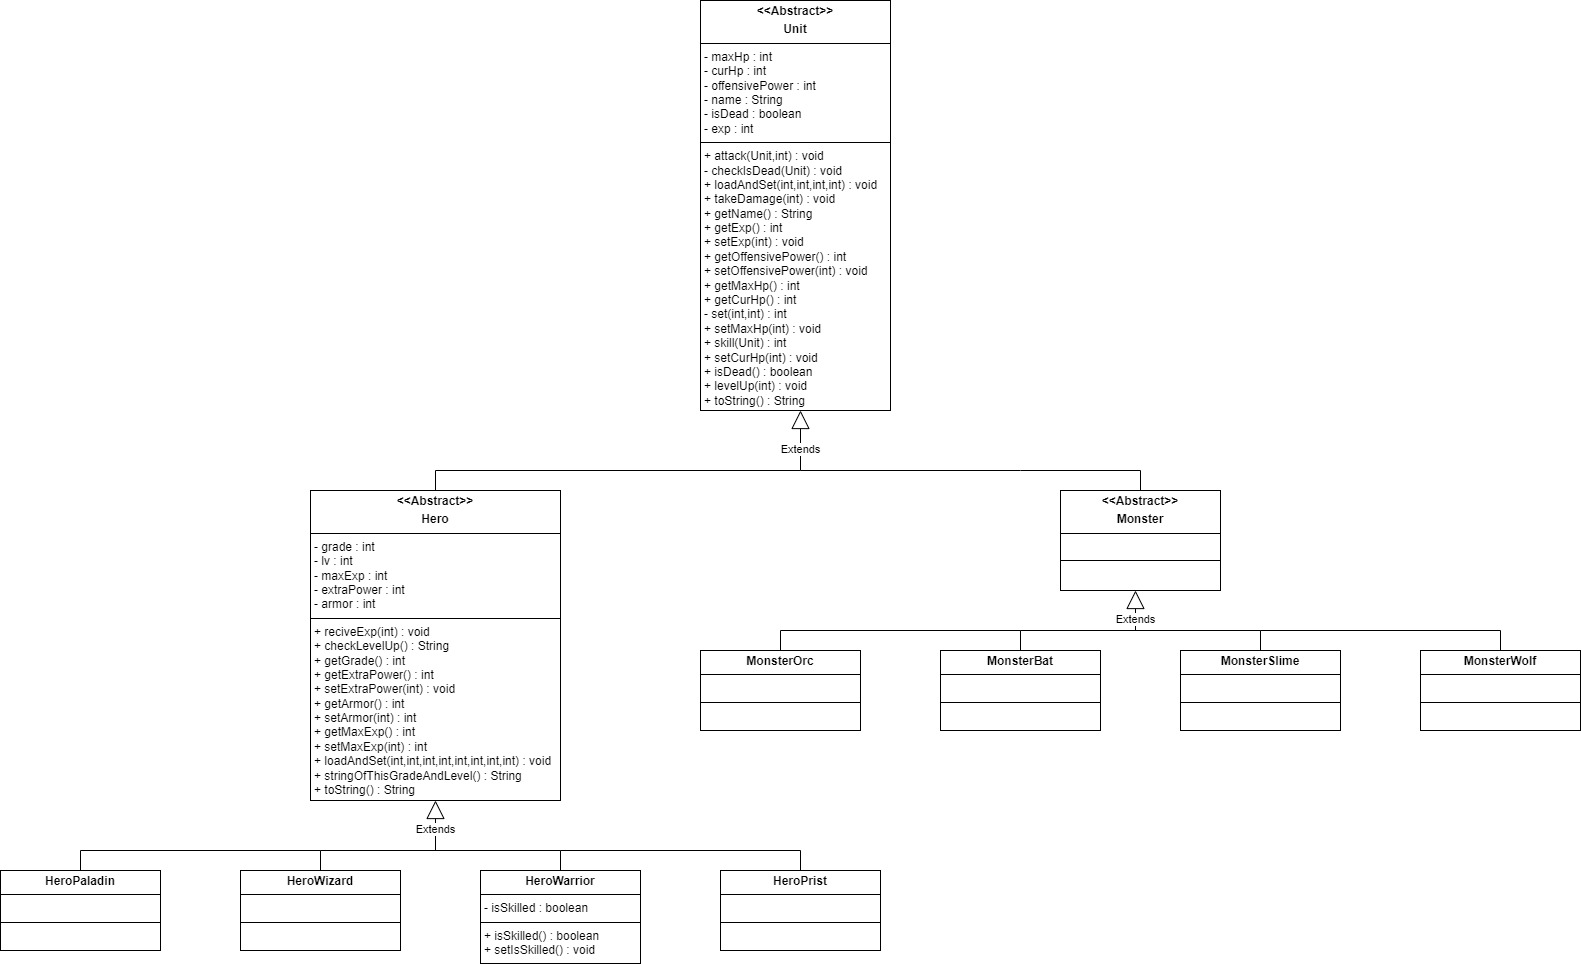 <<Abstract>>
Unit
- maxHp : int
- curHp : int
- offensivePower : int
- name : String
- isDead : boolean
- exp : int
+ attack(Unit,int) : void
- checkIsDead(Unit) : void
+ loadAndSet(int,int,int,int) : void
+ takeDamage(int) : void
+ getName() : String
+ getExp() : int
+ setExp(int) : void
+ getOffensivePower() : int
+ setOffensivePower(int) : void
+ getMaxHp() : int
+ getCurHp() : int
- set(int,int) : int
+ setMaxHp(int) : void
+ skill(Unit) : int
+ setCurHp(int) : void
+ isDead() : boolean
+ levelUp(int) : void
+ toString() : String
Extends
<<Abstract>>
Hero
- grade : int
- lv : int
- maxExp : int
- extraPower : int
- armor : int
+ reciveExp(int) : void
+ checkLevelUp() : String
+ getGrade() : int
+ getExtraPower() : int
+ setExtraPower(int) : void
+ getArmor() : int
+ setArmor(int) : int
+ getMaxExp() : int
+ setMaxExp(int) : int
+ loadAndSet(int,int,int,int,int,int,int,int) : void
+ stringOfThisGradeAndLevel() : String
+ toString() : String
<<Abstract>>
Monster
Extends
MonsterOrc
MonsterBat
MonsterSlime
MonsterWolf
Extends
HeroPaladin
HeroWizard
HeroWarrior
- isSkilled : boolean
+ isSkilled() : boolean
+ setIsSkilled() : void
HeroPrist